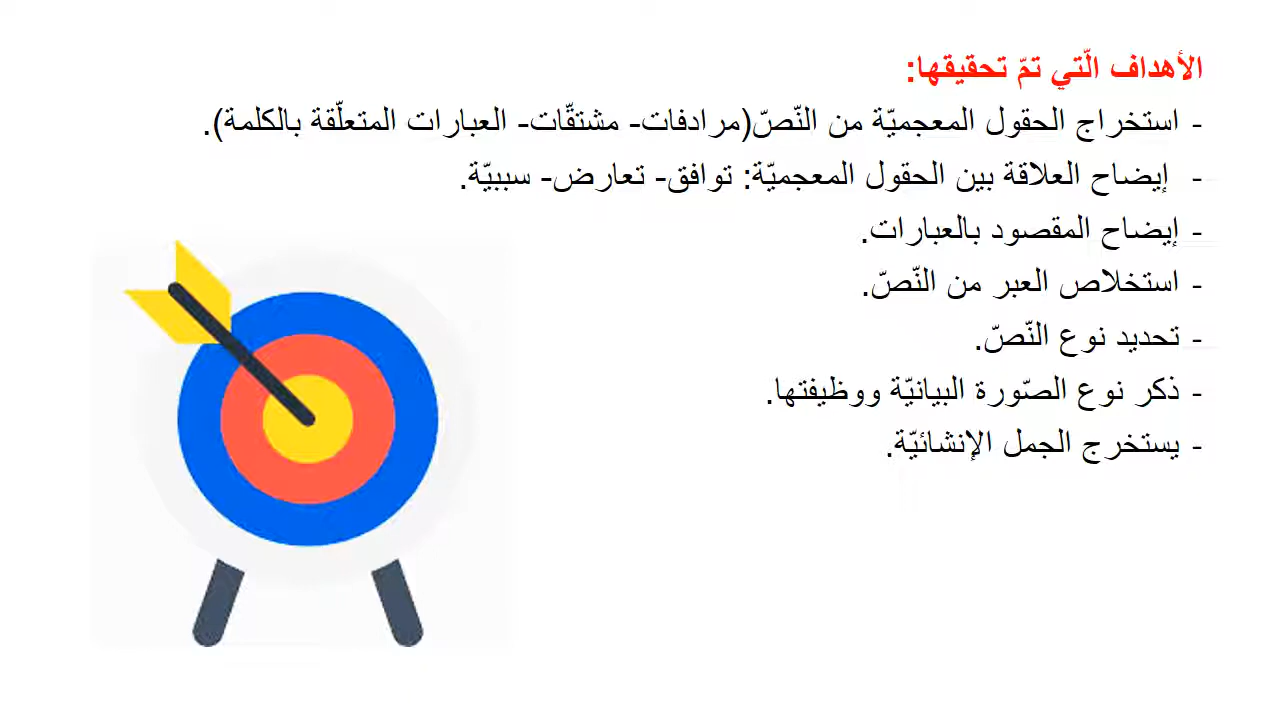 الأهداف الّتي تمّ تحقيقها:
- استخراج الحقول المعجميّة من النّصّ(مرادفات- مشتقّات- العبارات المتعلّقة بالكلمة).
- إيضاح العلاقة بين الحقول المعجميّة: توافق- تعارض- سببيّة.
- إيضاح المقصود بالعبارات.
- استخلاص العبر من النّصّ.
- تحديد نوع النّصّ.
- ذكر نوع الصّورة البيانيّة ووظيفتها.
- يستخرج الجمل الإنشائيّة.